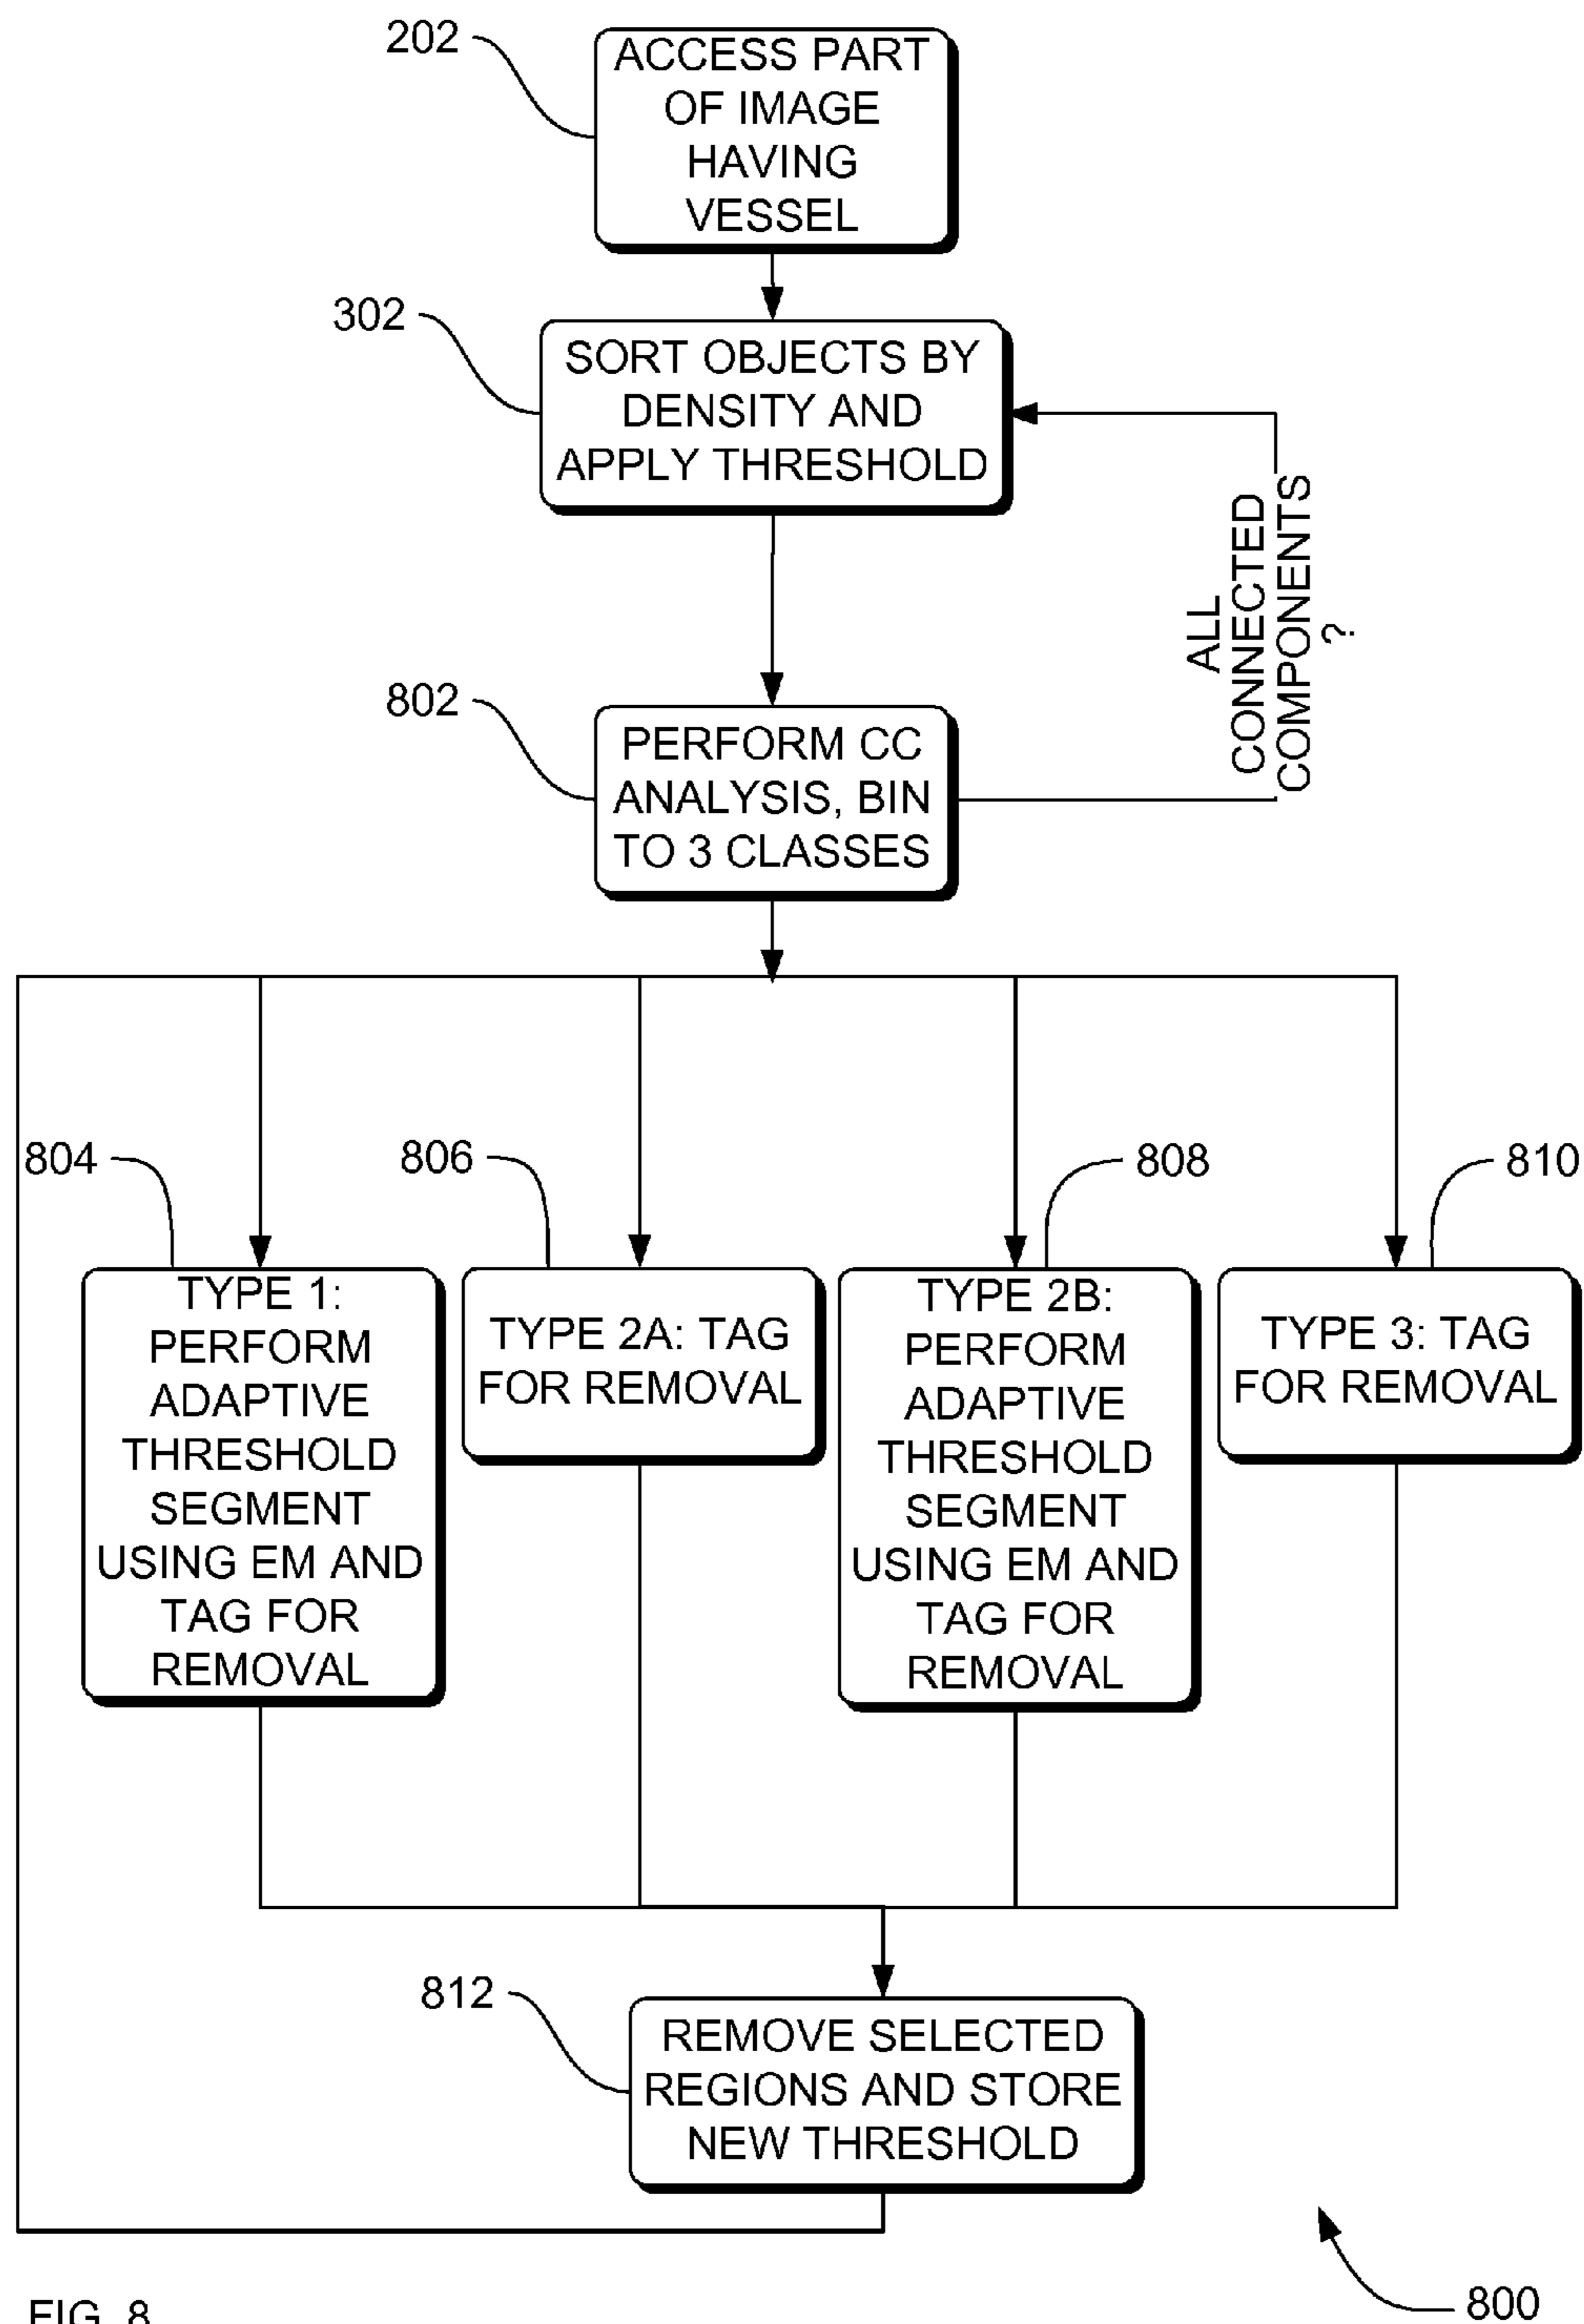 202
ACCESS PART
OF IMAGE
HAVING
VESSEL
302
SORT OBJECTS BY
DENSITY AND
APPLY THRESHOLD
ALL
CONNECTED
COMPONENTS
?
802
PERFORM CC
ANALYSIS, BIN
TO 3 CLASSES
804
TYPE 1:
PERFORM
ADAPTIVE
THRESHOLD
SEGMENT
USING EM AND
TAG FOR
REMOVAL
806
TYPE 2A: TAG
FOR REMOVAL
808
TYPE 2B:
PERFORM
ADAPTIVE
THRESHOLD
SEGMENT
USING EM AND
TAG FOR
REMOVAL
810
TYPE 3: TAG
FOR REMOVAL
812
REMOVE SELECTED
REGIONS AND STORE
NEW THRESHOLD
800
FIG. 8